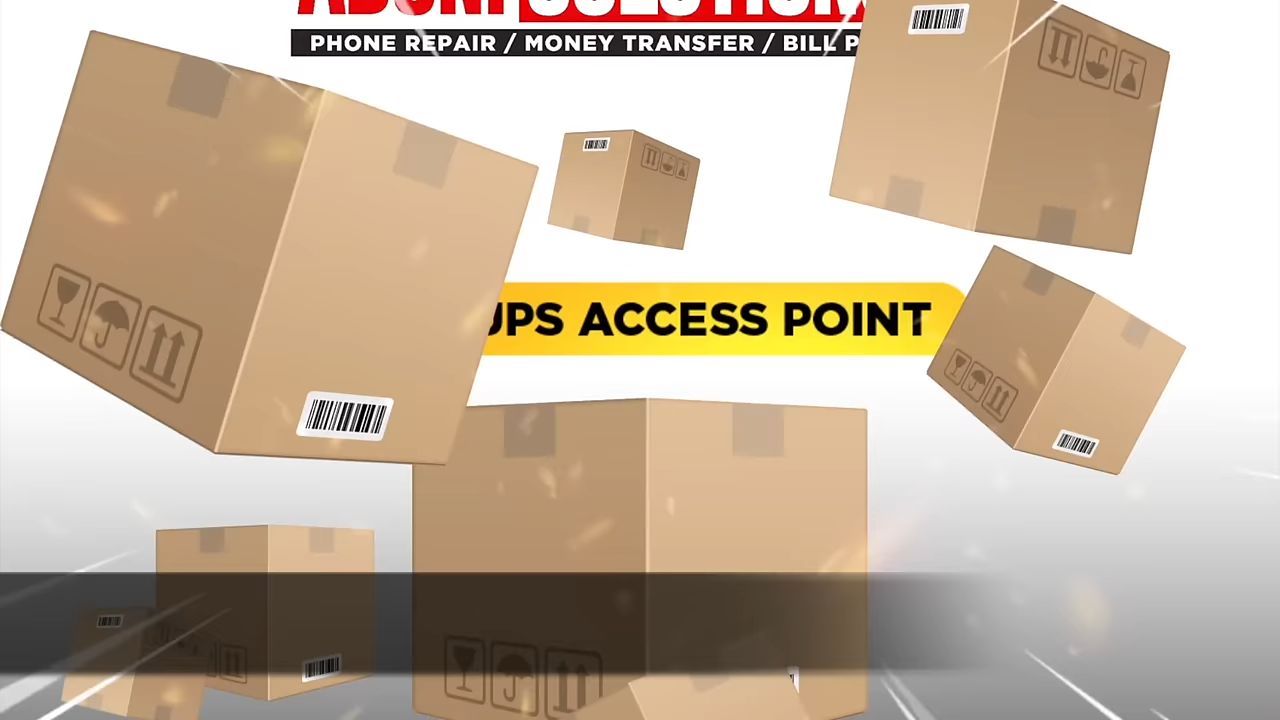 PHONE REPAIR / MONEY TRANSFER / BILL
UPS ACCESS POINT